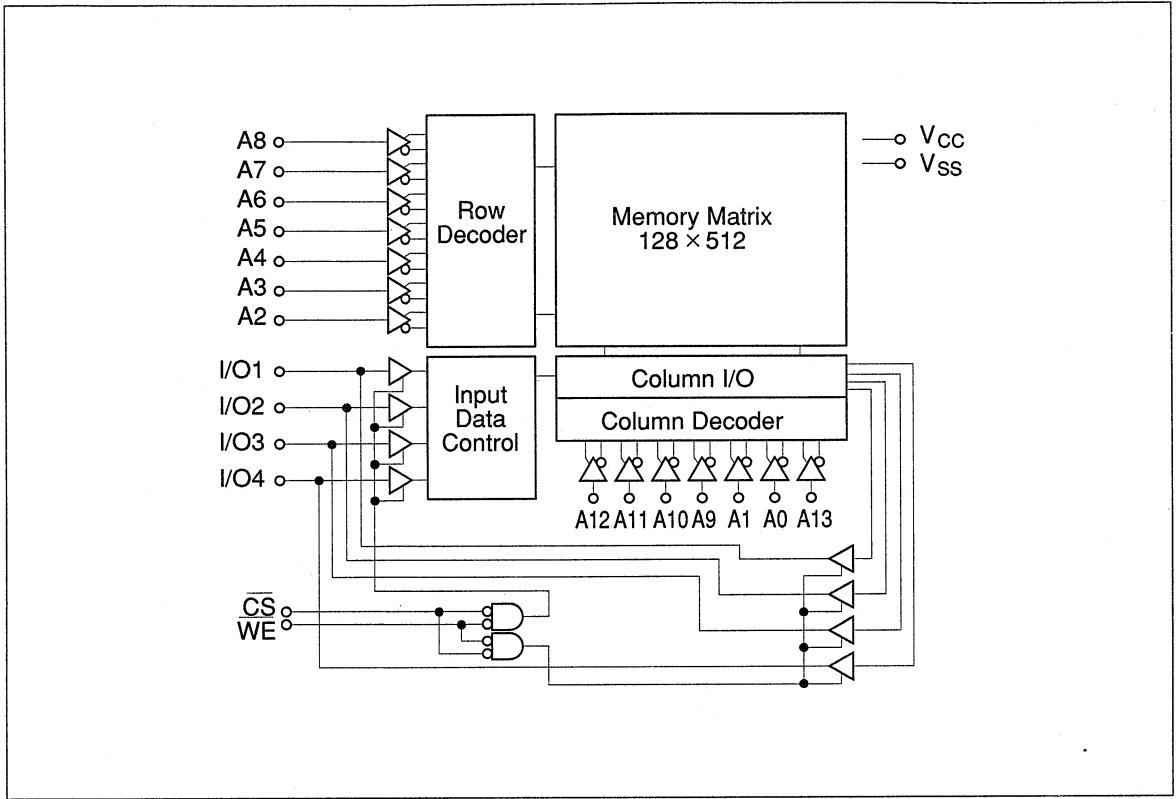 A8
A7
A6
A5
A4
A3
A2
Row
Decoder
Memory Matrix
128 × 512
VCC
VSS
I/O1
I/O2
I/O3
I/O4
Input
Data
Control
Column I/O
Column Decoder
A12 A11 A10 A9 A1 A0 A13
CS
WE